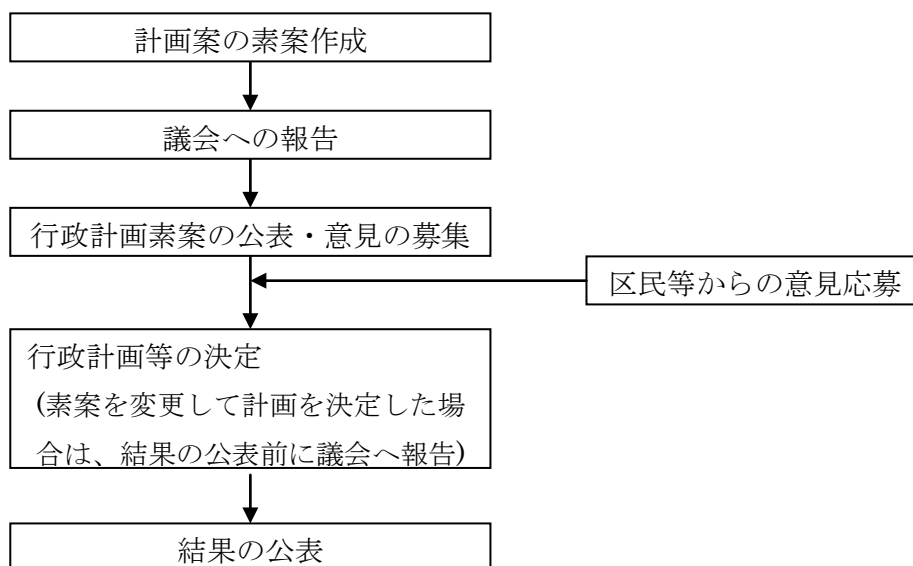 計画案の素案作成
議会への報告
行政計画素案の公表・意見の募集
区民等からの意見応募
行政計画等の決定
(素案を変更して計画を決定した場
合は、結果の公表前に議会へ報告)
結果の公表